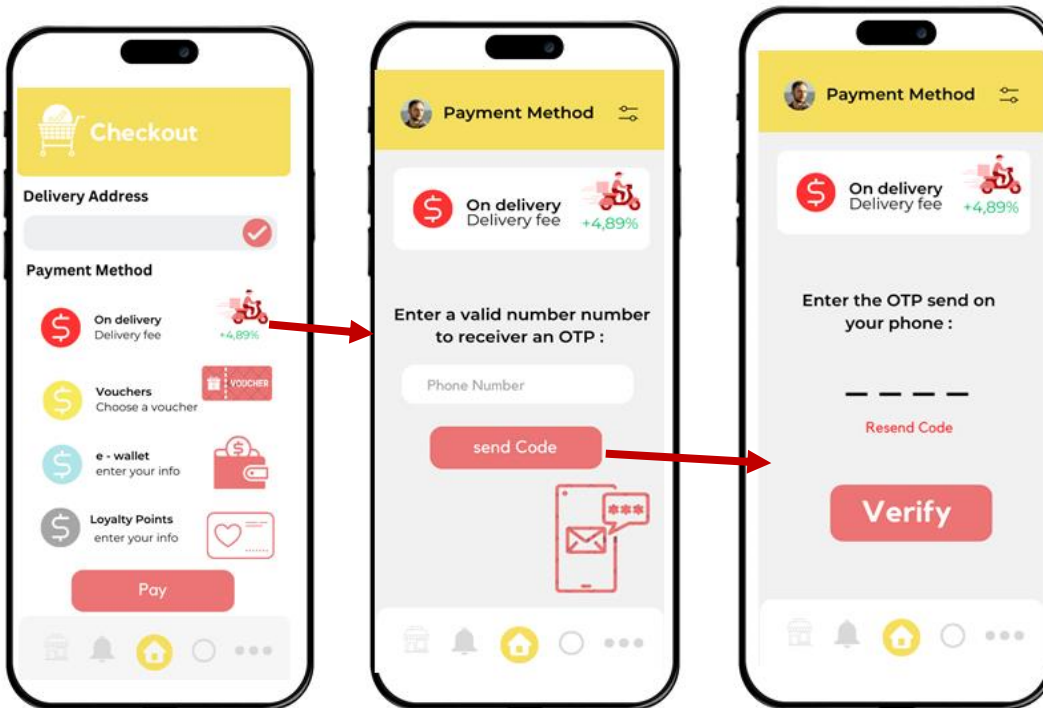 Checkout
Delivery Address
Payment Method
On delivery
Delivery fee
+4,89%
Vouchers
Choose a voucher
VOUCHER
e - wallet
enter your info
Loyalty Points
enter your info
Pay
Payment Method
On delivery
Delivery fee
+4,89%
Enter a valid number number
to receiver an OTP :
Phone Number
send Code
***
Payment Method
On delivery
Delivery fee
+4,89%
Enter the OTP send on
your phone :
Resend Code
Verify